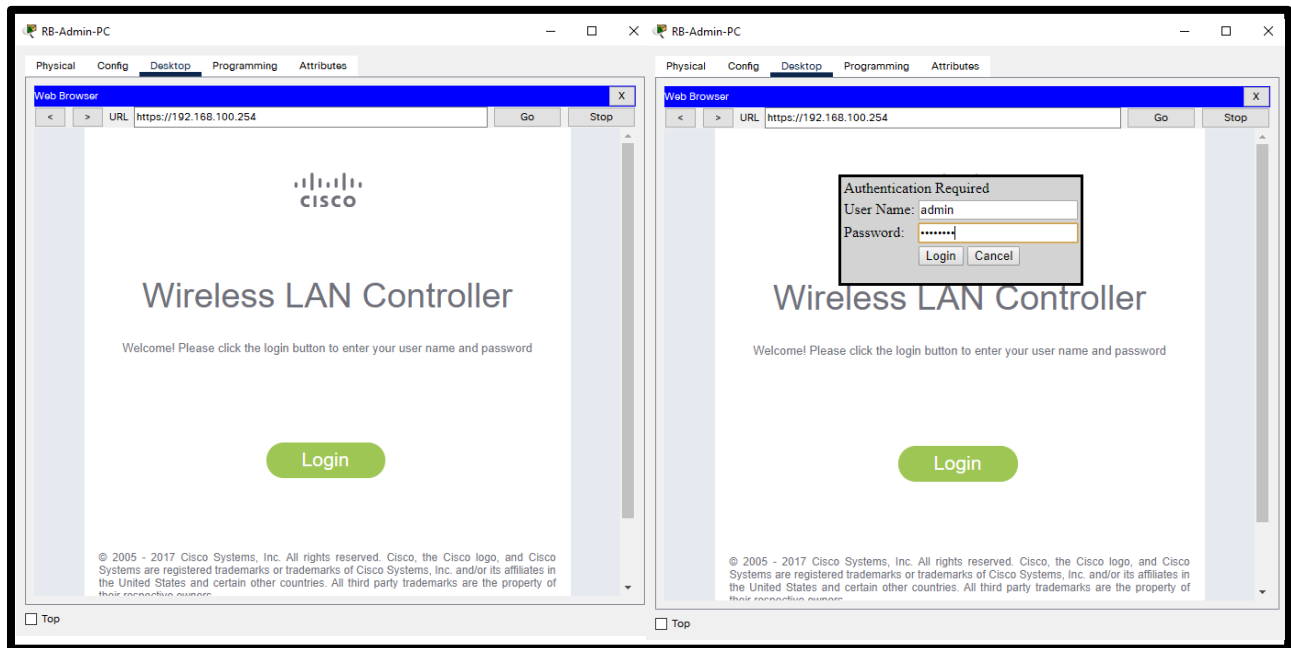 RB-Admin-PC
Physical Config Desktop Programming Attributes
Web Browser X
< > URL https://192.168.100.254 Go Stop
CISCO
Wireless LAN Controller
Welcome! Please click the login button to enter your user name and password
Login
© 2005 - 2017 Cisco Systems, Inc. All rights reserved. Cisco, the Cisco logo, and Cisco
Systems are registered trademarks or trademarks of Cisco Systems, Inc. and/or its affiliates in
the United States and certain other countries. All third party trademarks are the property of
their respective owners.
Top
RB-Admin-PC
Physical Config Desktop Programming Attributes
Web Browser X
< > URL https://192.168.100.254 Go Stop
Authentication Required
User Name: admin
Password: ••••••••
Login Cancel
Wireless LAN Controller
Welcome! Please click the login button to enter your user name and password
Login
© 2005 - 2017 Cisco Systems, Inc. All rights reserved. Cisco, the Cisco logo, and Cisco
Systems are registered trademarks or trademarks of Cisco Systems, Inc. and/or its affiliates in
the United States and certain other countries. All third party trademarks are the property of
their respective owners.
Top